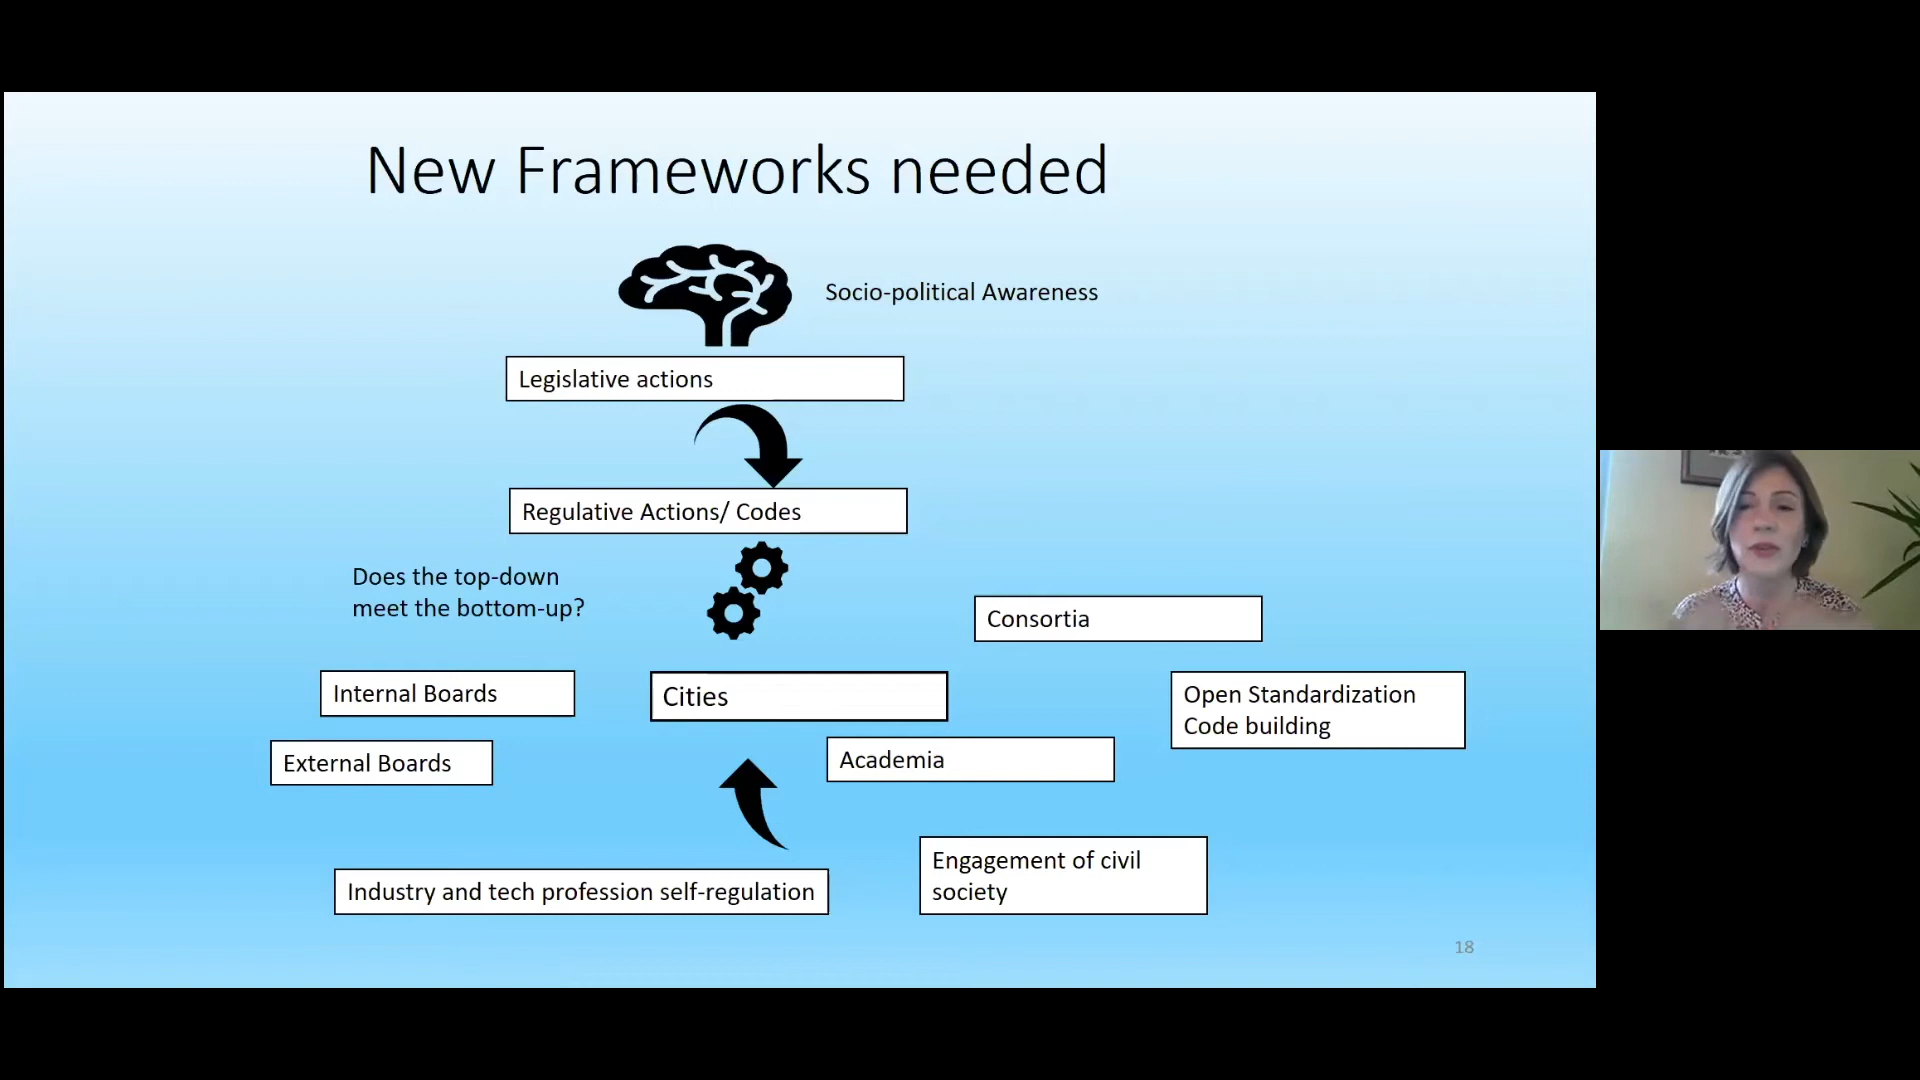 New Frameworks needed
Socio-political Awareness
Legislative actions
Regulative Actions/ Codes
Does the top-down
meet the bottom-up?
Consortia
Internal Boards
Cities
Open Standardization
Code building
External Boards
Academia
Engagement of civil
society
Industry and tech profession self-regulation
18